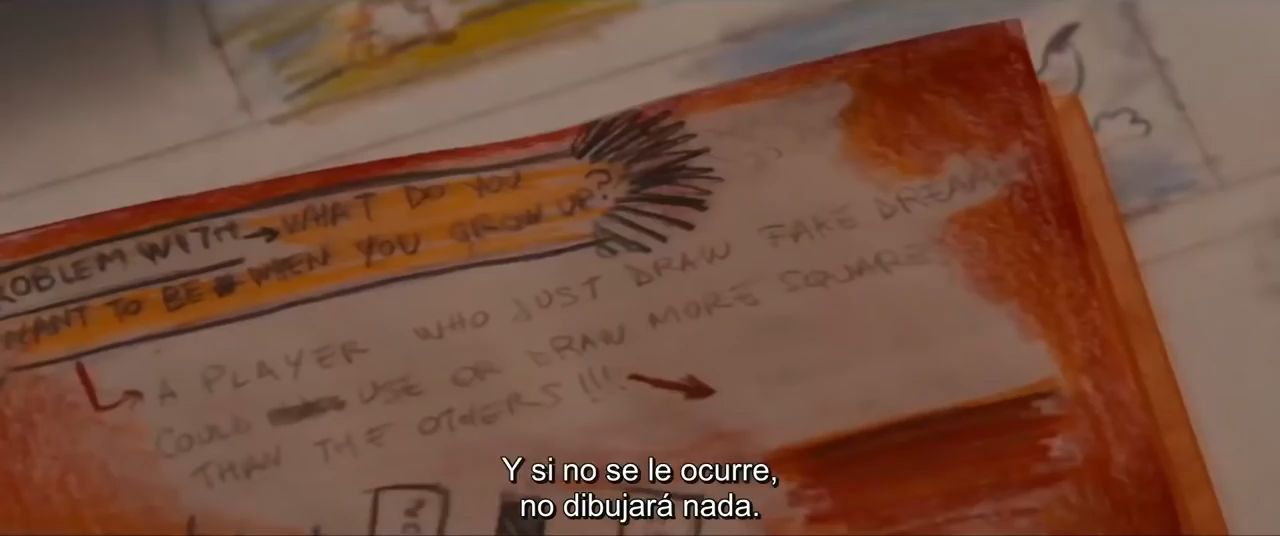 ROBLEM WITH → WHAT DO YOU
WANT TO BE WHEN YOU GROW UP?
A PLAYER WHO JUST DRAW FAKE DREAMS
COULD USE OR DRAW MORE SQUARE
THAN THE OTHERS !!!
Y si no se le ocurre,
no dibujará nada.